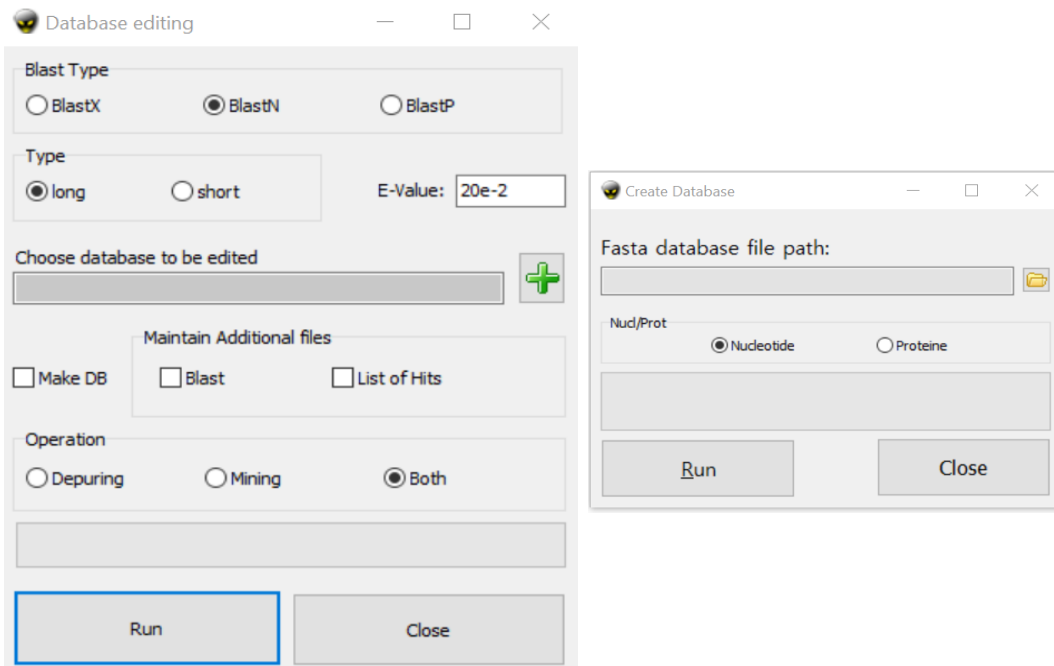 Database editing
Blast Type
BlastX BlastN BlastP
Type
long short E-Value: 20e-2
Choose database to be edited
Maintain Additional files
Make DB Blast List of Hits
Operation
Depuring Mining Both
Run Close
Create Database
Fasta database file path:
Nucl/Prot
Nudeotide Proteine
Run Close